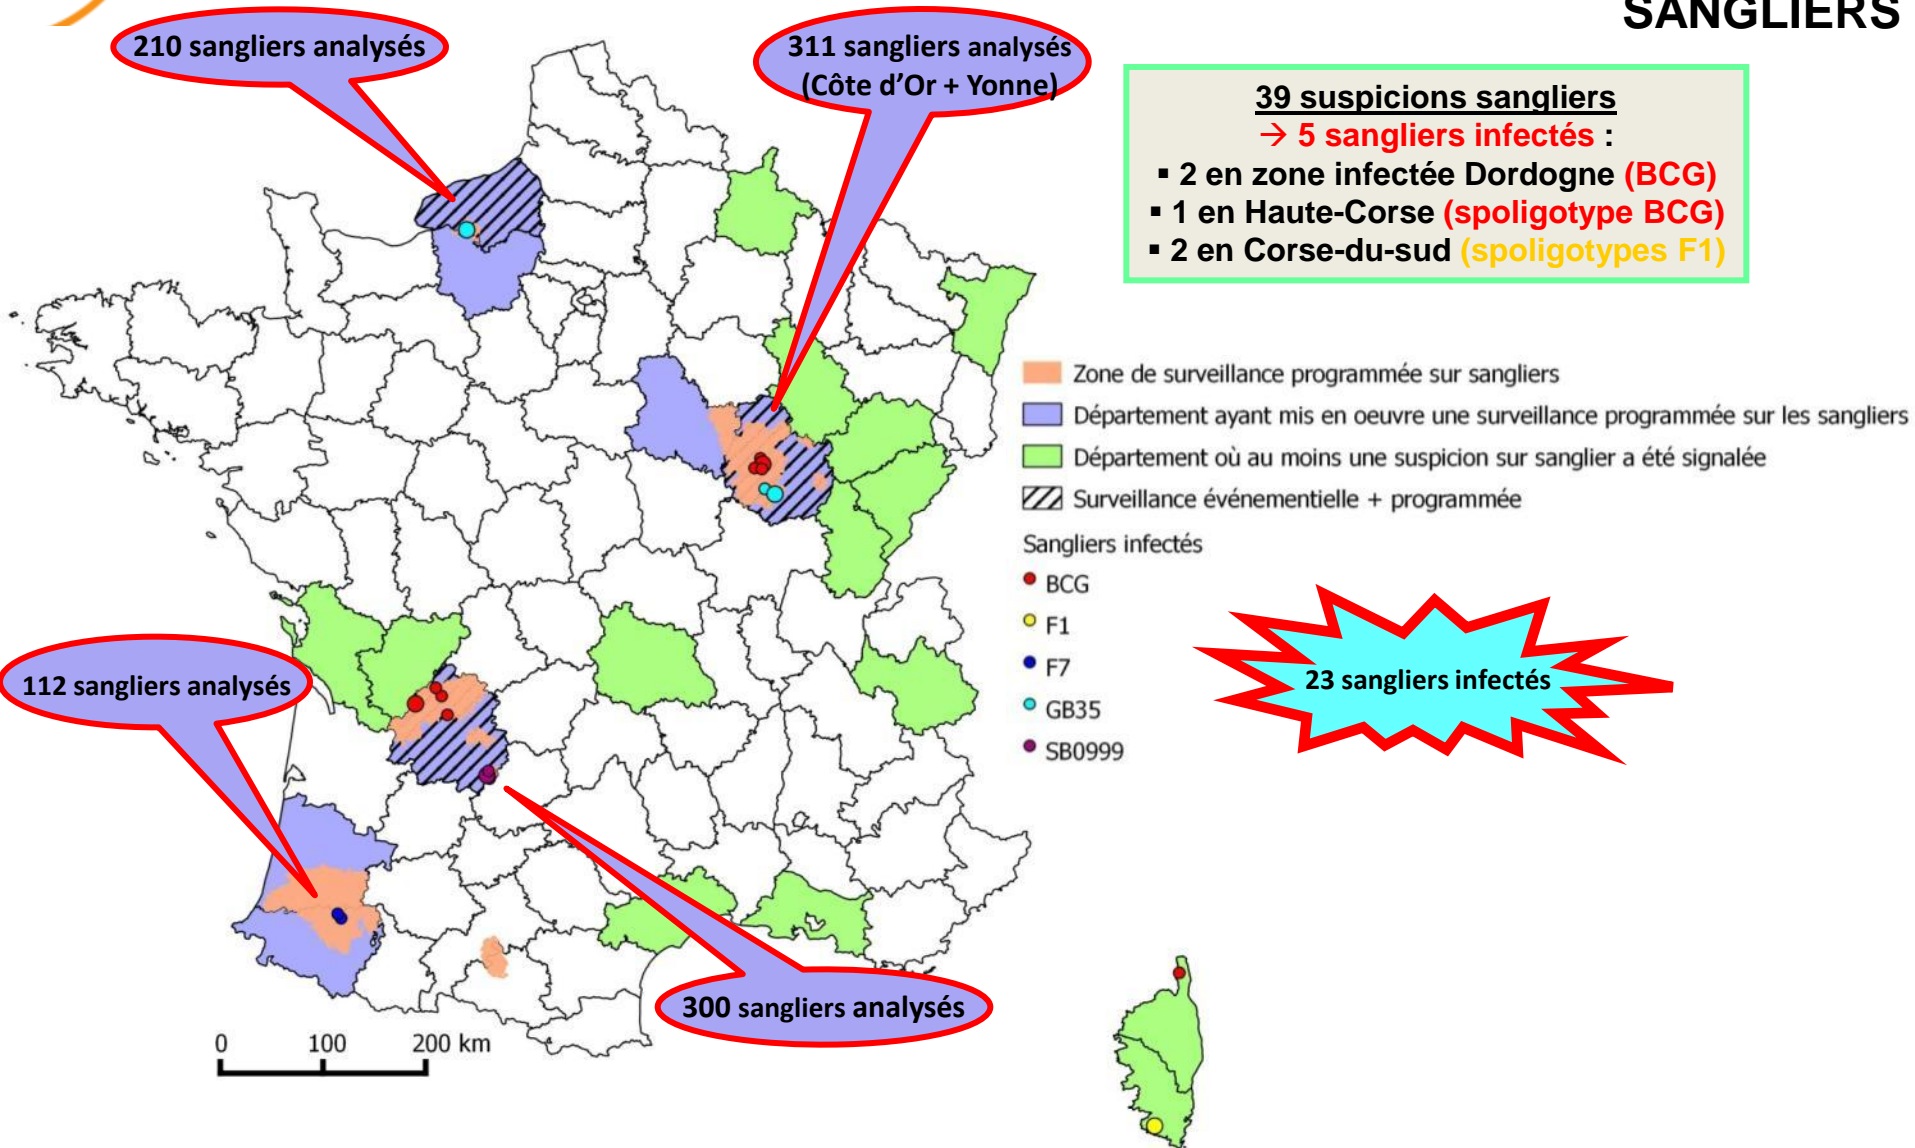 SANGLIERS
210 sangliers analysés
311 sangliers analysés
(Côte d'Or + Yonne)
39 suspicions sangliers
→ 5 sangliers infectés :
▪ 2 en zone infectée Dordogne (BCG)
▪ 1 en Haute-Corse (spoligotype BCG)
▪ 2 en Corse-du-sud (spoligotypes F1)
Zone de surveillance programmée sur sangliers
Département ayant mis en oeuvre une surveillance programmée sur les sangliers
Département où au moins une suspicion sur sanglier a été signalée
Surveillance événementielle + programmée
Sangliers infectés
BCG
F1
F7
GB35
SB0999
23 sangliers infectés
112 sangliers analysés
300 sangliers analysés
0 100 200 km